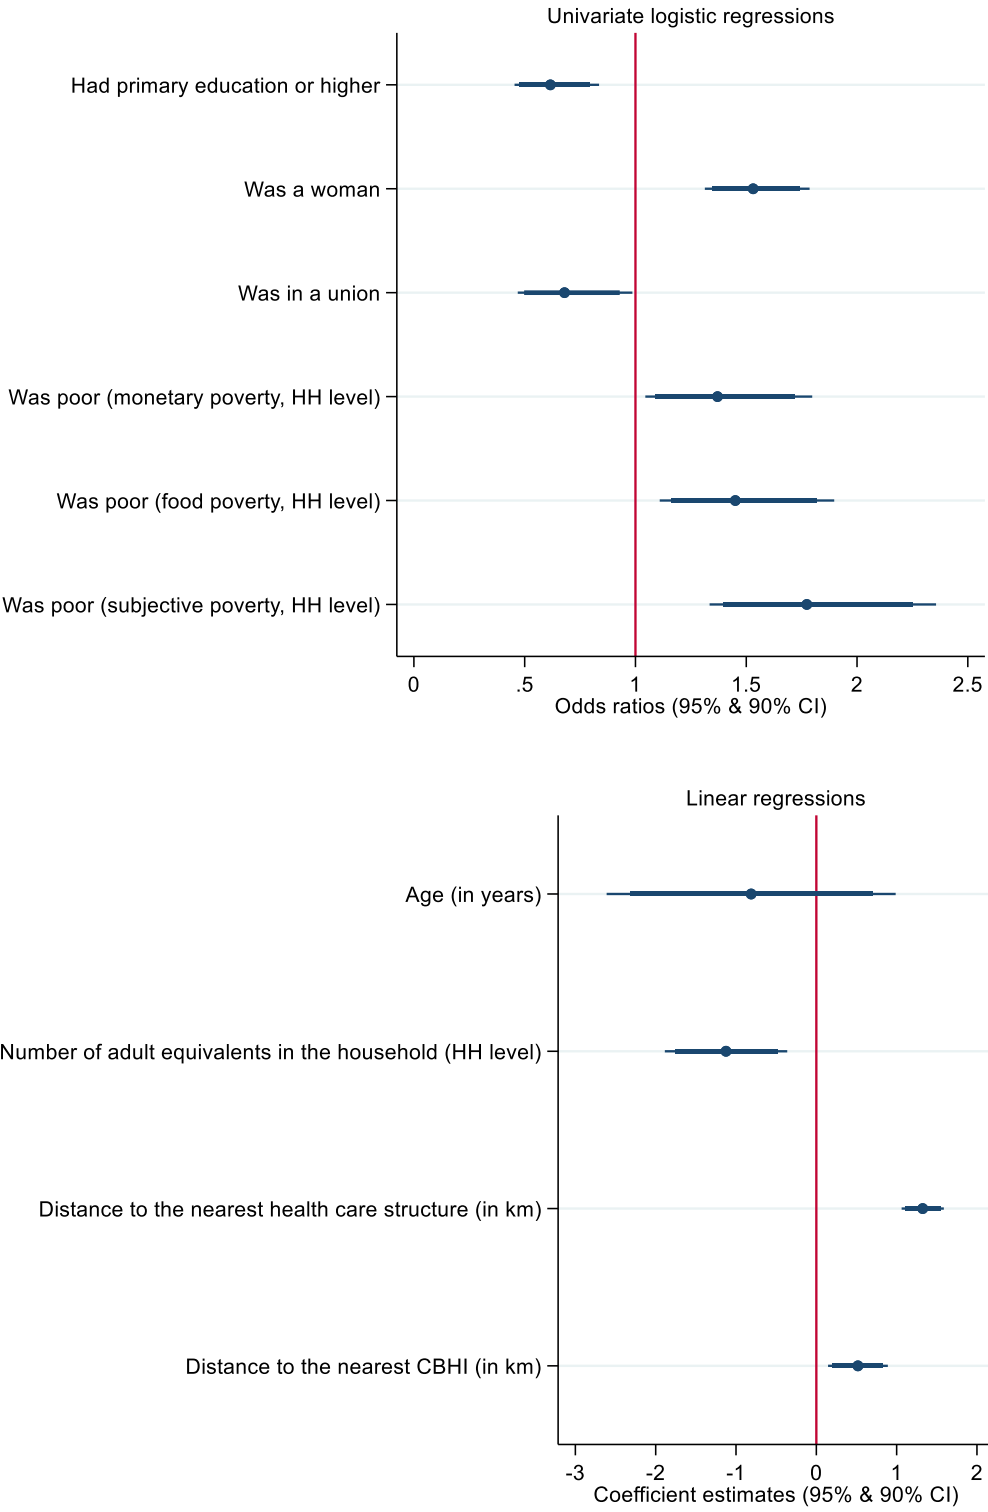 Univariate logistic regressions
Had primary education or higher
Was a woman
Was in a union
Was poor (monetary poverty, HH level)
Was poor (food poverty, HH level)
Was poor (subjective poverty, HH level)
0 .5 1 1.5 2 2.5
Odds ratios (95% & 90% CI)
Linear regressions
Age (in years)
Number of adult equivalents in the household (HH level)
Distance to the nearest health care structure (in km)
Distance to the nearest CBHI (in km)
-3 -2 -1 0 1 2
Coefficient estimates (95% & 90% CI)